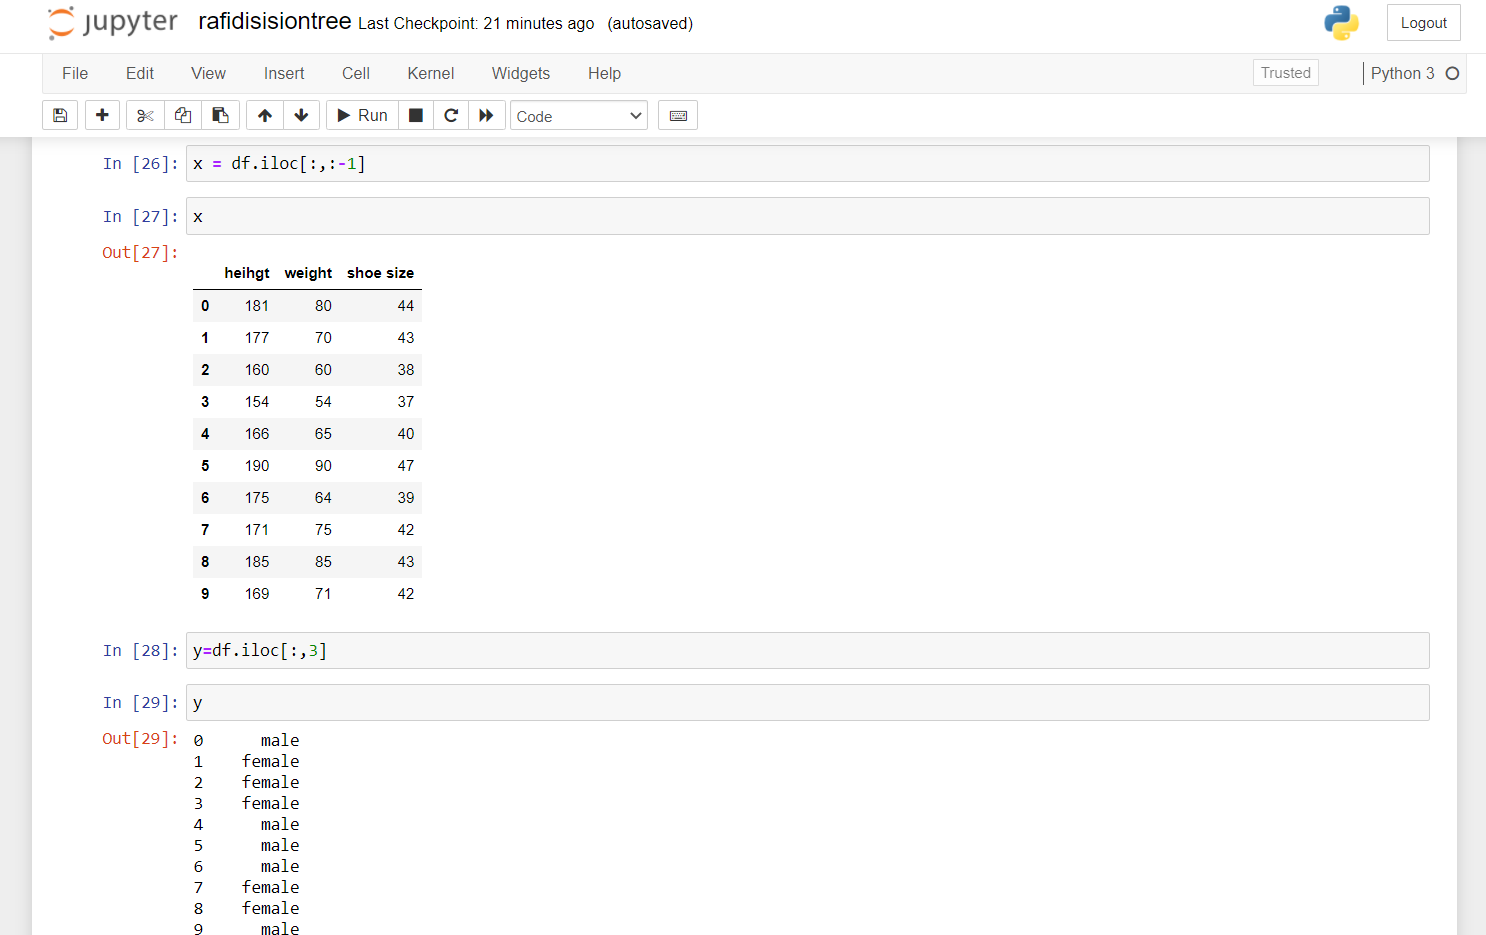 jupyter rafidisisiontree Last Checkpoint: 21 minutes ago (autosaved) Logout
File Edit View Insert Cell Kernel Widgets Help Trusted Python 3
Run Code
In [26]: x = df.iloc[:,:-1]
In [27]: x
Out[27]:
heihgt weight shoe size
0 181 80 44
1 177 70 43
2 160 60 38
3 154 54 37
4 166 65 40
5 190 90 47
6 175 64 39
7 171 75 42
8 185 85 43
9 169 71 42
In [28]: y=df.iloc[:,3]
In [29]: y
Out[29]: 0 male
1 female
2 female
3 female
4 male
5 male
6 male
7 female
8 female
9 male